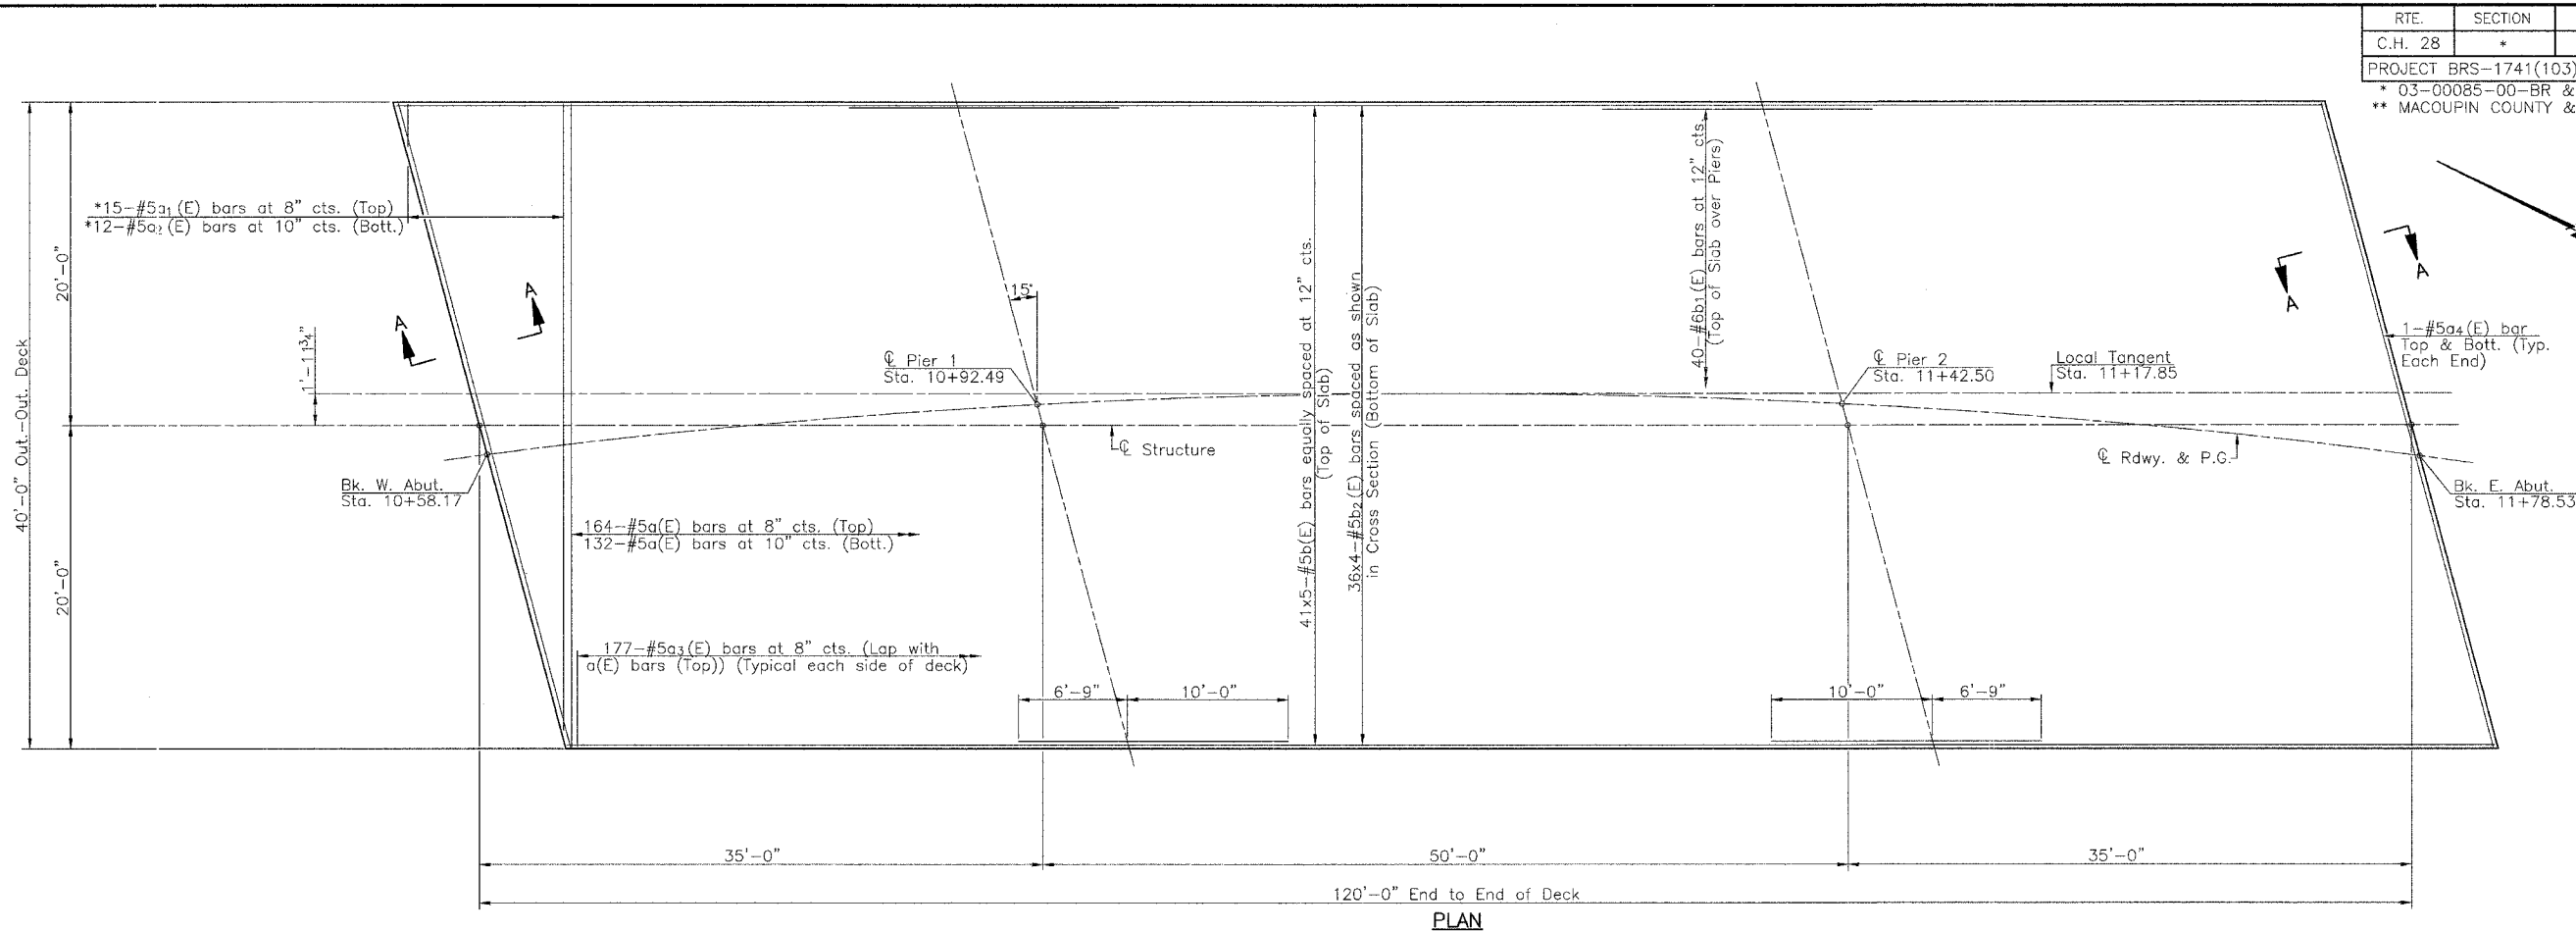 RTE. SECTION
C.H. 28 *
PROJECT BRS-1741(103)
* 03-00085-00-BR &
** MACOUPIN COUNTY &
40'-0" Out.-Out. Deck
20'-0"
20'-0"
*15-#5a1(E) bars at 8" cts. (Top)
*12-#5a2(E) bars at 10" cts. (Bott.)
A
A
1'-11¾"
Bk. W. Abut.
Sta. 10+58.17
15°
℄ Pier 1
Sta. 10+92.49
℄ Structure
164-#5a(E) bars at 8" cts. (Top)
132-#5a(E) bars at 10" cts. (Bott.)
177-#5a3(E) bars at 8" cts. (Lap with
a(E) bars (Top)) (Typical each side of deck)
6'-9"
10'-0"
41x5-#5b(E) bars equally spaced at 12" cts.
(Top of Slab)
36x4-#5b2(E) bars spaced as shown
in Cross Section (Bottom of Slab)
40-#6b1(E) bars at 12" cts.
(Top of Slab over Piers)
℄ Pier 2
Sta. 11+42.50
Local Tangent
Sta. 11+17.85
A
A
1-#5a4(E) bar
Top & Bott. (Typ.
Each End)
℄ Rdwy. & P.G.
Bk. E. Abut.
Sta. 11+78.53
10'-0"
6'-9"
35'-0"
50'-0"
35'-0"
120'-0" End to End of Deck
PLAN